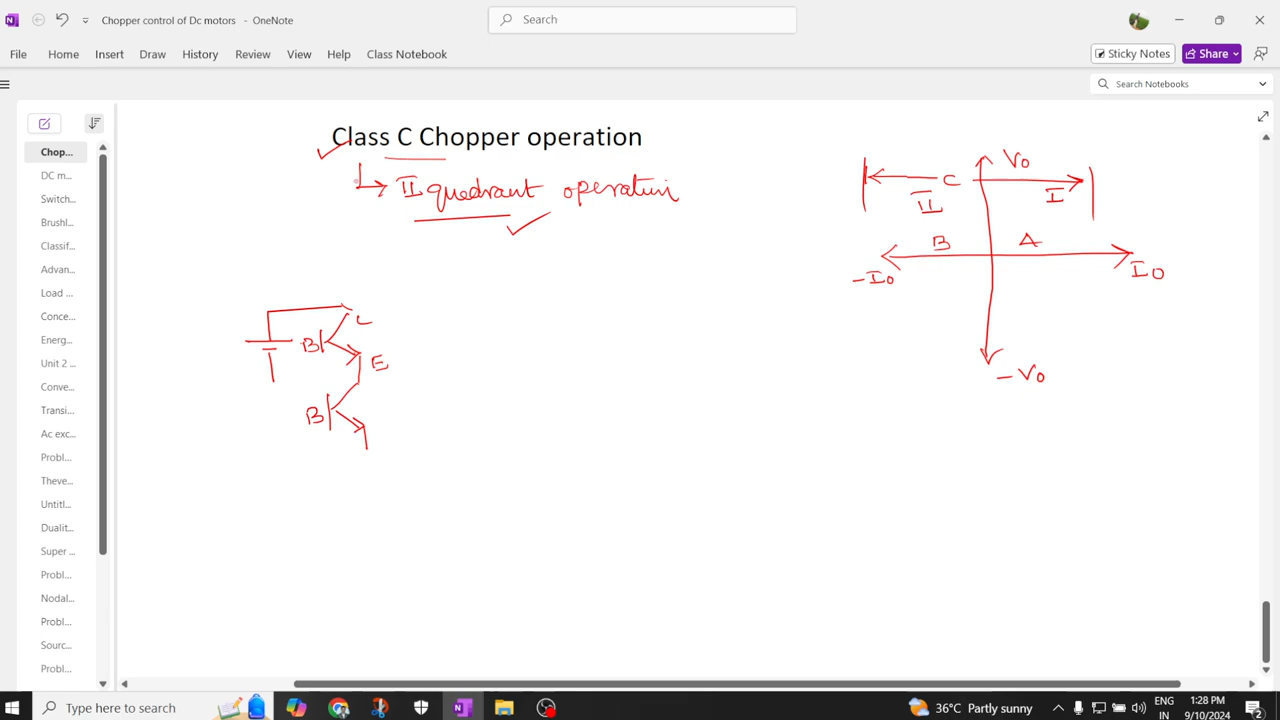 Chopper control of Dc motors - OneNote
Search
File Home Insert Draw History Review View Help Class Notebook
Sticky Notes Share
Search Notebooks
Chop...
DC m...
Switch...
Brushl...
Classif...
Advan...
Load ...
Conce...
Energ...
Unit 2 ...
Conve...
Transi...
Ac exc...
Probl...
Theve...
Untitl...
Dualit...
Super ...
Probl...
Nodal...
Probl...
Sourc...
Probl...
Class C Chopper operation
II quadrant operation
V0
C I
II
B A
-I0 I0
-V0
C
B
E
B
Type here to search
36°C Partly sunny
ENG
IN
1:28 PM
9/10/2024
2